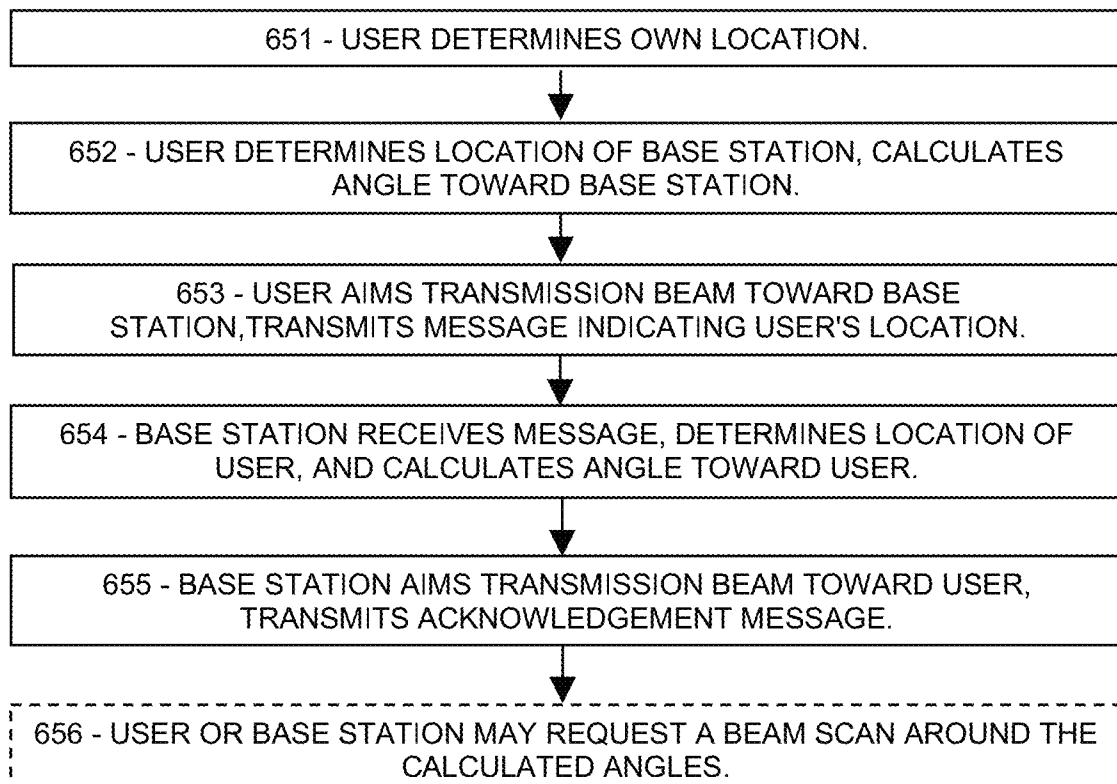 651 - USER DETERMINES OWN LOCATION.
652 - USER DETERMINES LOCATION OF BASE STATION, CALCULATES
ANGLE TOWARD BASE STATION.
653 - USER AIMS TRANSMISSION BEAM TOWARD BASE
STATION,TRANSMITS MESSAGE INDICATING USER'S LOCATION.
654 - BASE STATION RECEIVES MESSAGE, DETERMINES LOCATION OF
USER, AND CALCULATES ANGLE TOWARD USER.
655 - BASE STATION AIMS TRANSMISSION BEAM TOWARD USER,
TRANSMITS ACKNOWLEDGEMENT MESSAGE.
656 - USER OR BASE STATION MAY REQUEST A BEAM SCAN AROUND THE
CALCULATED ANGLES.